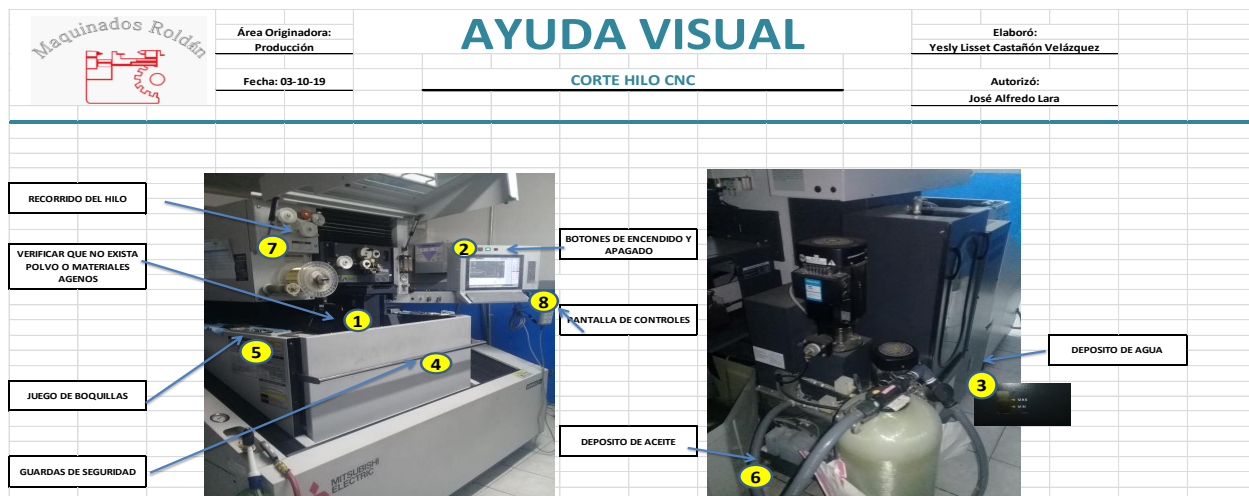 Maquinados Roldán
Área Originadora:
Producción
Fecha: 03-10-19
AYUDA VISUAL
CORTE HILO CNC
Elaboró:
Yesly Lisset Castañón Velázquez
Autorizó:
José Alfredo Lara
RECORRIDO DEL HILO
VERIFICAR QUE NO EXISTA
POLVO O MATERIALES
AGENOS
JUEGO DE BOQUILLAS
GUARDAS DE SEGURIDAD
7
1
5
4
2
8
MITSUBISHI
ELECTRIC
BOTONES DE ENCENDIDO Y
APAGADO
PANTALLA DE CONTROLES
DEPOSITO DE ACEITE
6
3
MAX
MIN
DEPOSITO DE AGUA